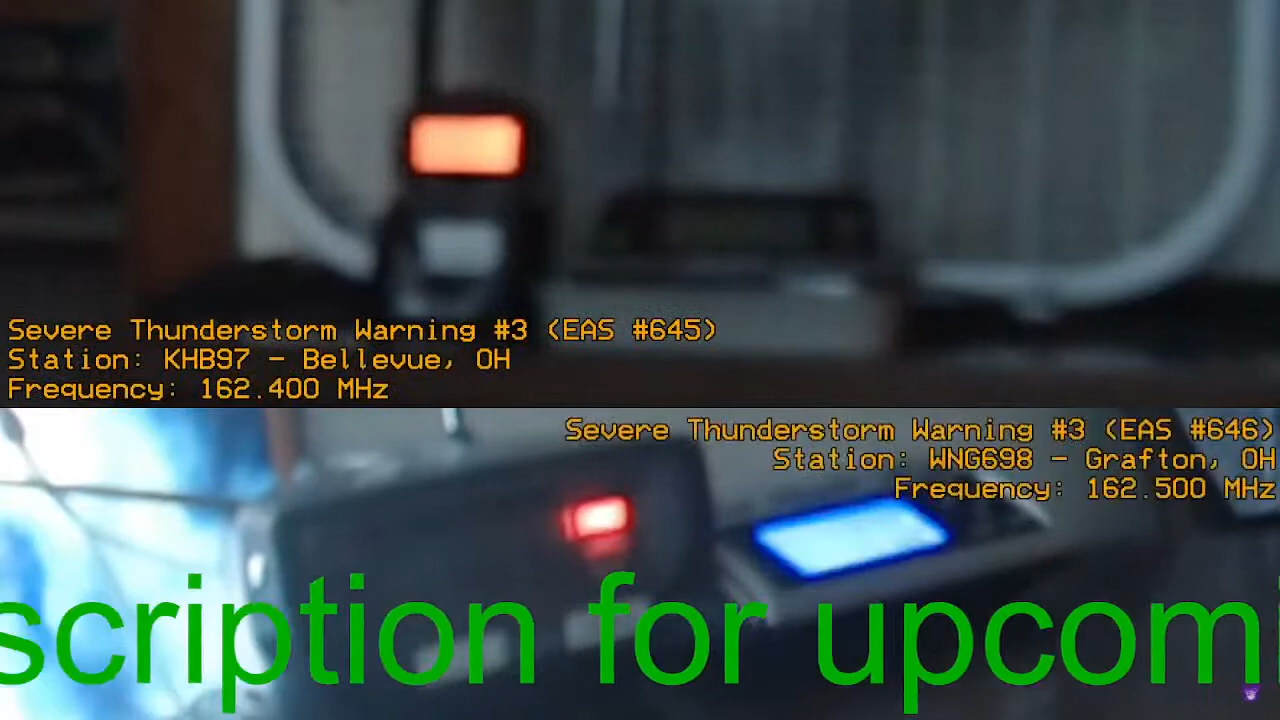 Severe Thunderstorm Warning #3 (EAS #645)
Station: KHB97 - Bellevue, OH
Frequency: 162.400 MHz
Severe Thunderstorm Warning #3 (EAS #646)
Station: WNG698 - Grafton, OH
Frequency: 162.500 MHz
scription for upcomi